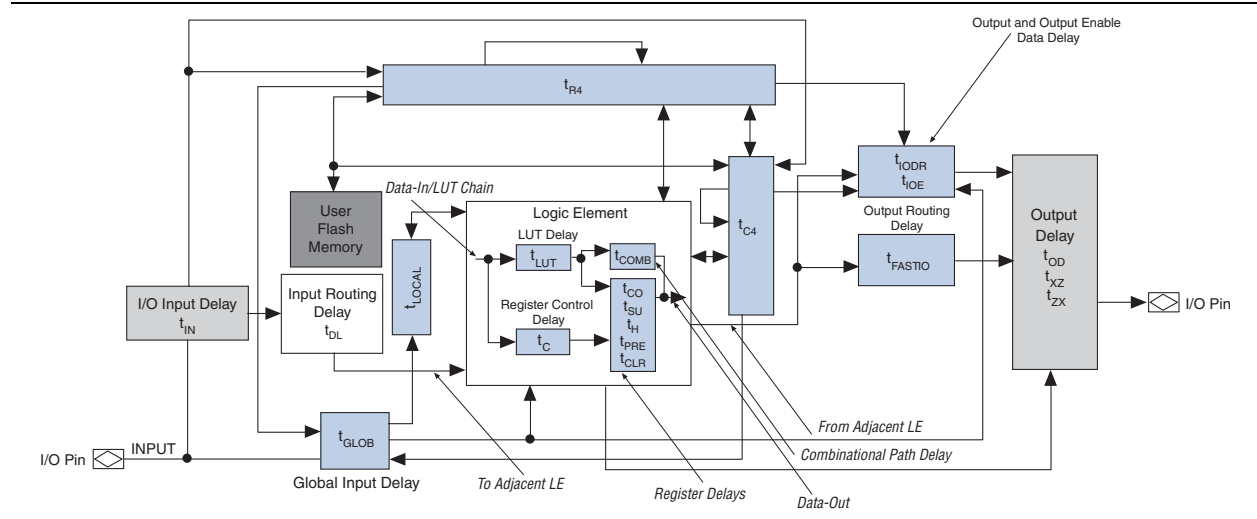 Output and Output Enable
Data Delay
tR4
tIODR
tIOE
Data-In/LUT Chain
User
Flash
Memory
Logic Element
LUT Delay
tLUT
tCOMB
tC4
Output Routing
Delay
tFASTIO
Output
Delay
tOD
tXZ
tZX
I/O Pin
tLOCAL
I/O Input Delay
tIN
Input Routing
Delay
tDL
Register Control
Delay
tC
tCO
tSU
tH
tPRE
tCLR
From Adjacent LE
INPUT
I/O Pin
tGLOB
Global Input Delay
To Adjacent LE
Register Delays
Combinational Path Delay
Data-Out